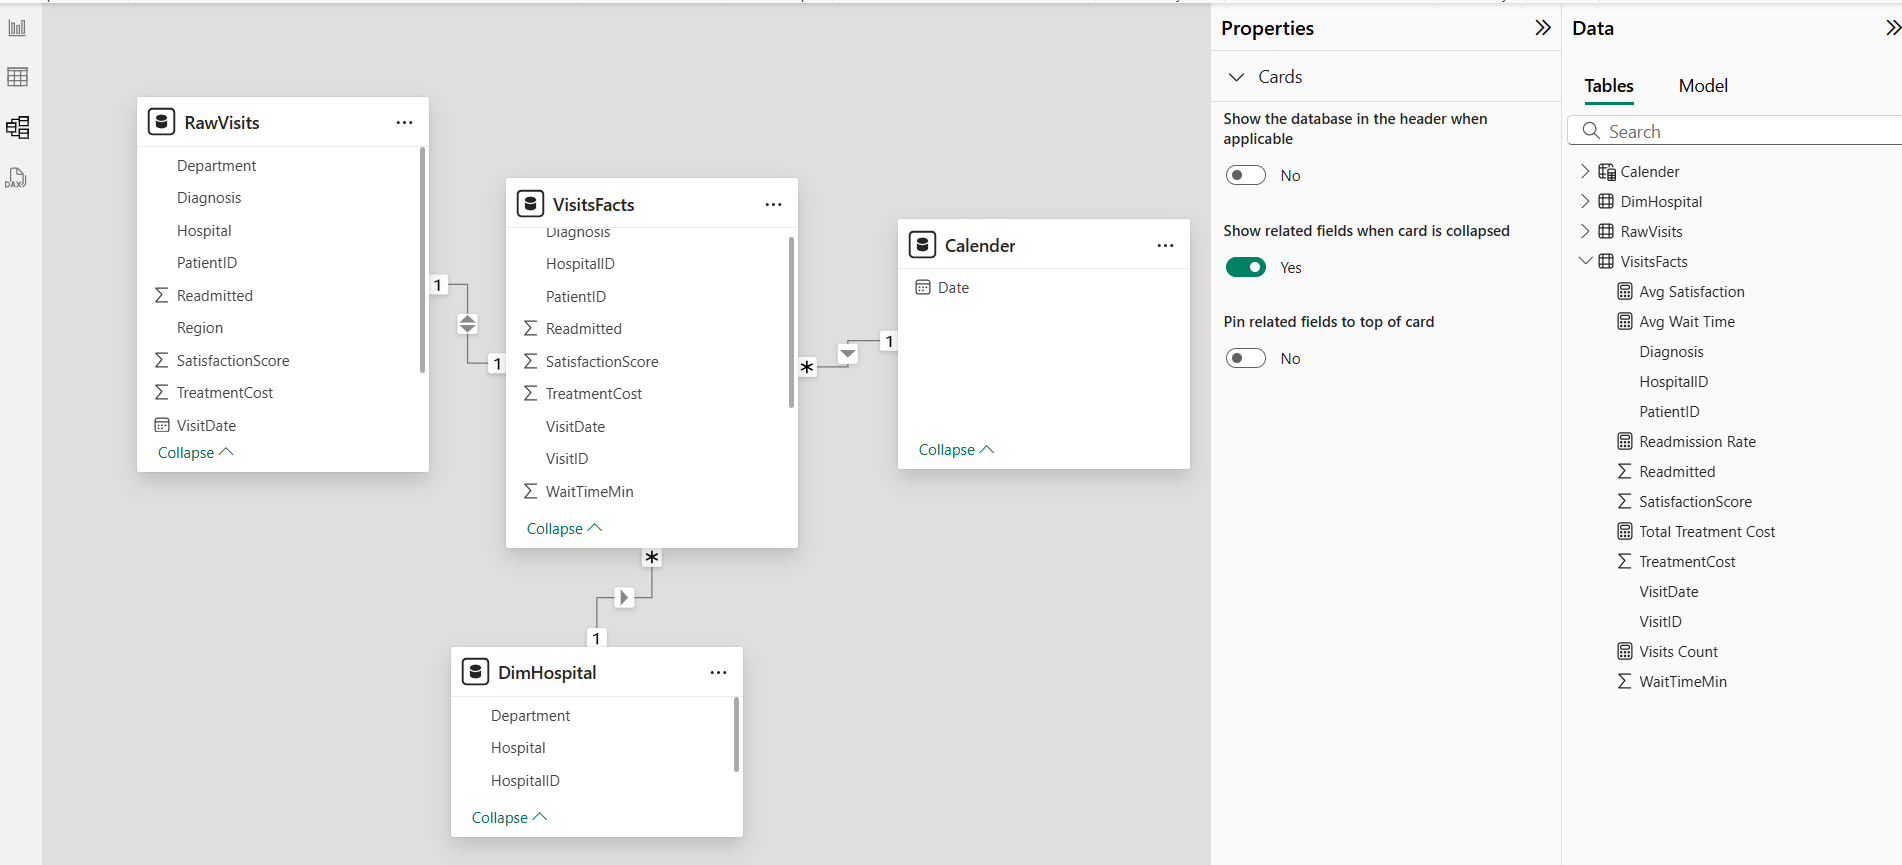 RawVisits
Department
Diagnosis
Hospital
PatientID
Readmitted
Region
SatisfactionScore
TreatmentCost
VisitDate
Collapse
1
1
VisitsFacts
Diagnosis
HospitalID
PatientID
Readmitted
SatisfactionScore
TreatmentCost
VisitDate
VisitID
WaitTimeMin
Collapse
*
1
Calender
Date
Collapse
*
1
DimHospital
Department
Hospital
HospitalID
Collapse
DAX
Properties
Cards
Show the database in the header when
applicable
No
Show related fields when card is collapsed
Yes
Pin related fields to top of card
No
Data
Tables Model
Search
Calender
DimHospital
RawVisits
VisitsFacts
Avg Satisfaction
Avg Wait Time
Diagnosis
HospitalID
PatientID
Readmission Rate
Readmitted
SatisfactionScore
Total Treatment Cost
TreatmentCost
VisitDate
VisitID
Visits Count
WaitTimeMin